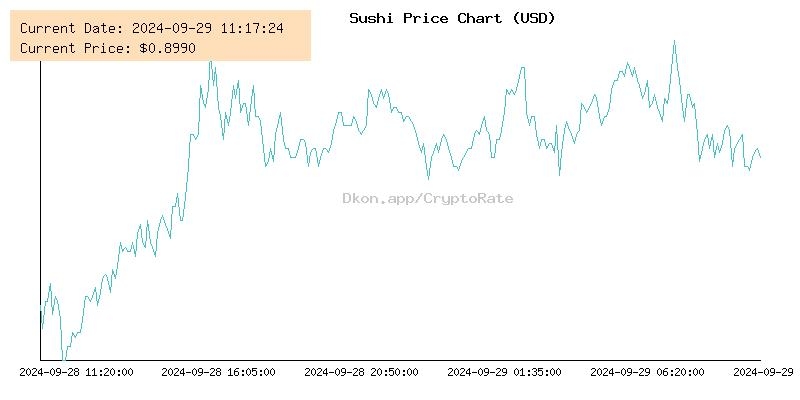 Sushi Price Chart (USD)
Current Date: 2024-09-29 11:17:24
Current Price: $0.8990
Dkon.app/CryptoRate
2024-09-28 11:20:00 2024-09-28 16:05:00 2024-09-28 20:50:00 2024-09-29 01:35:00 2024-09-29 06:20:00 2024-09-29